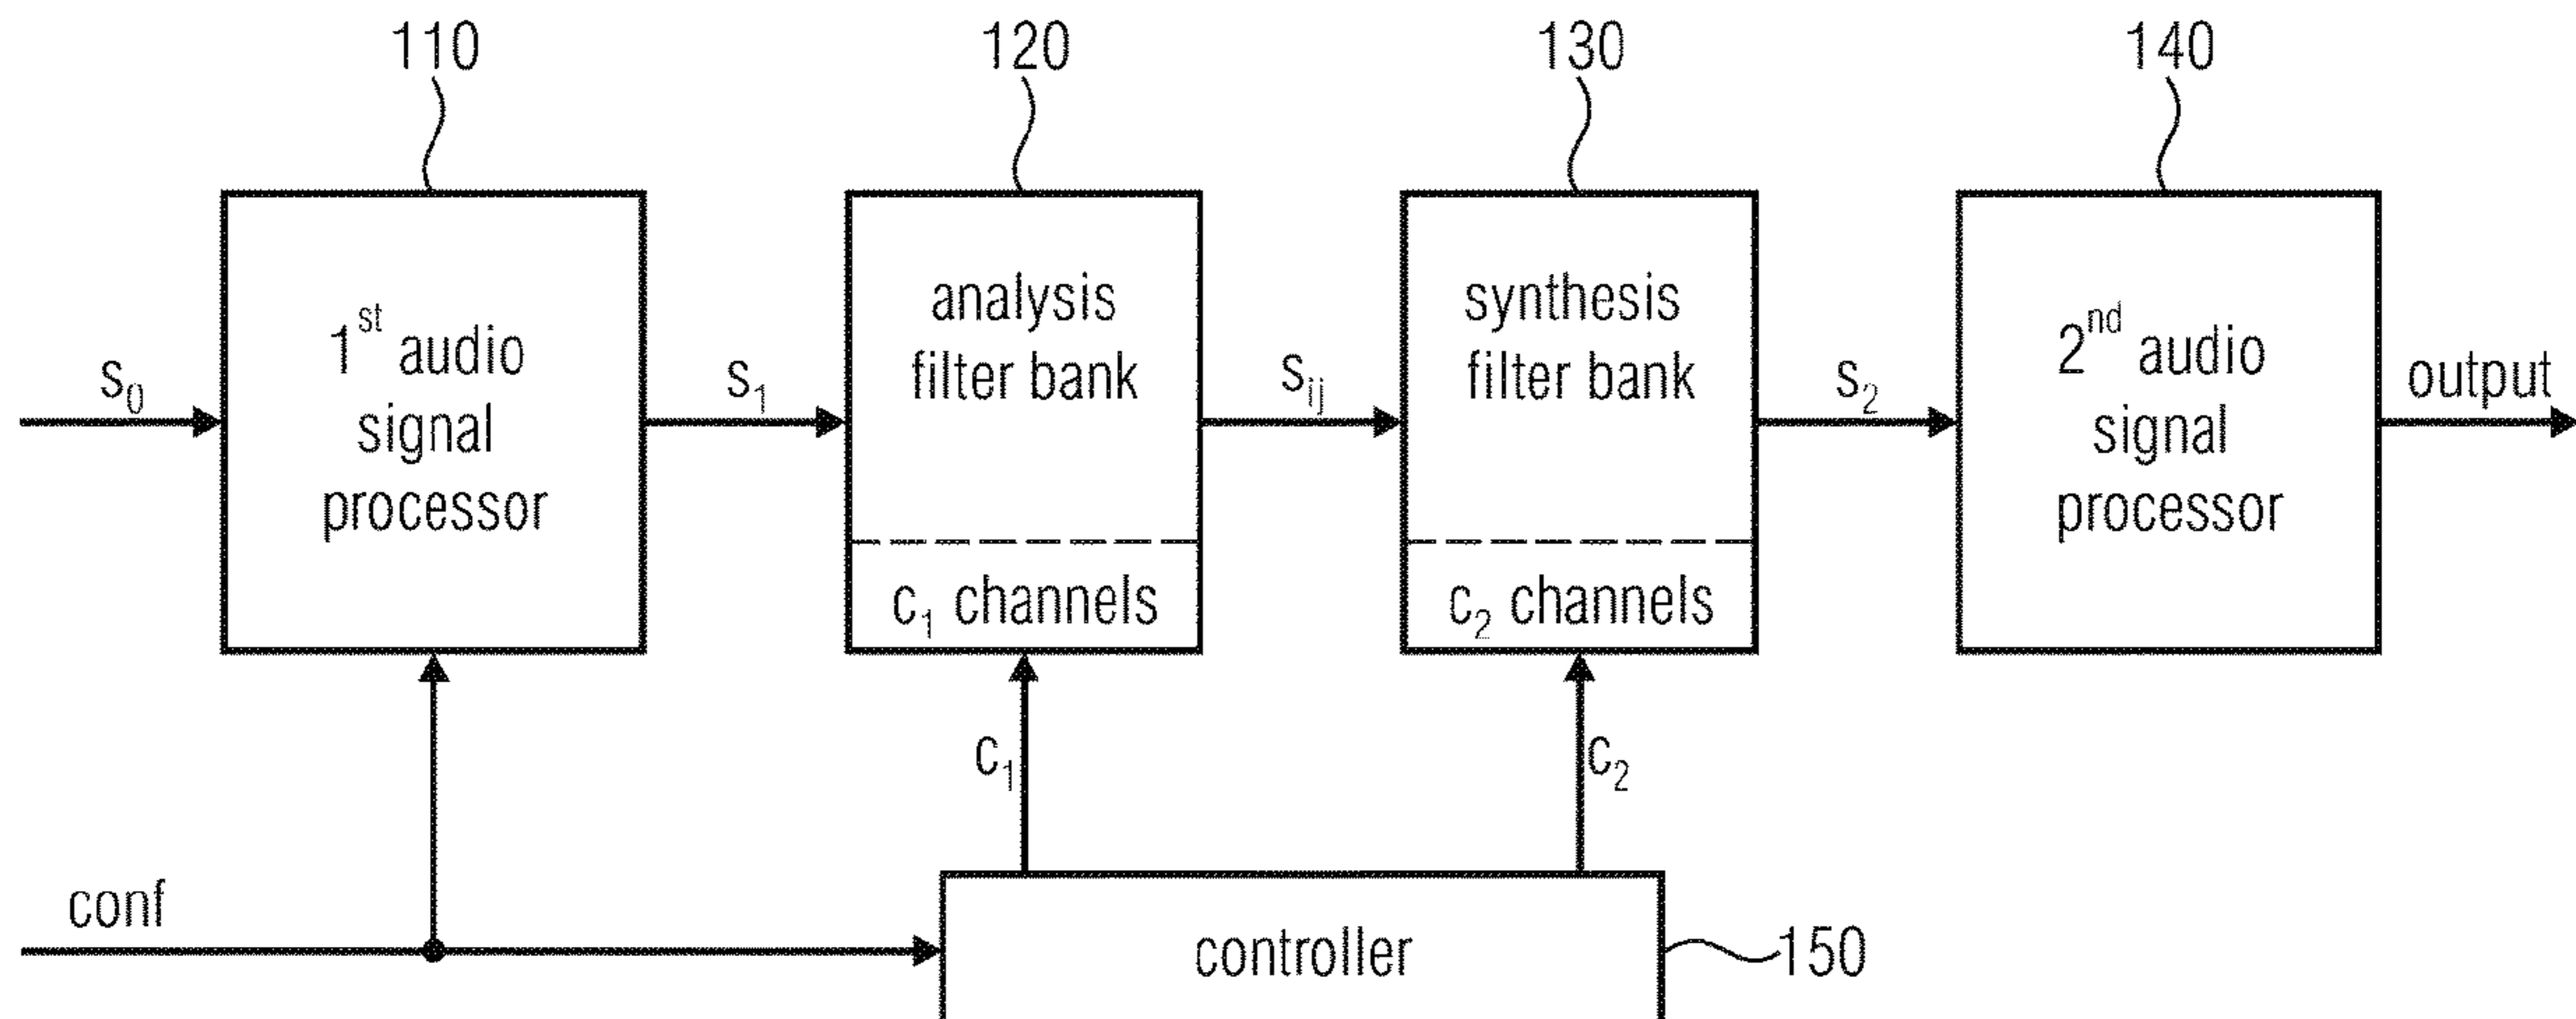 110
120
130
140
s₀
1ˢᵗ audio
signal
processor
s₁
analysis
filter bank
c₁ channels
sᵢⱼ
synthesis
filter bank
c₂ channels
s₂
2ⁿᵈ audio
signal
processor
output
c₁
c₂
conf
controller
150